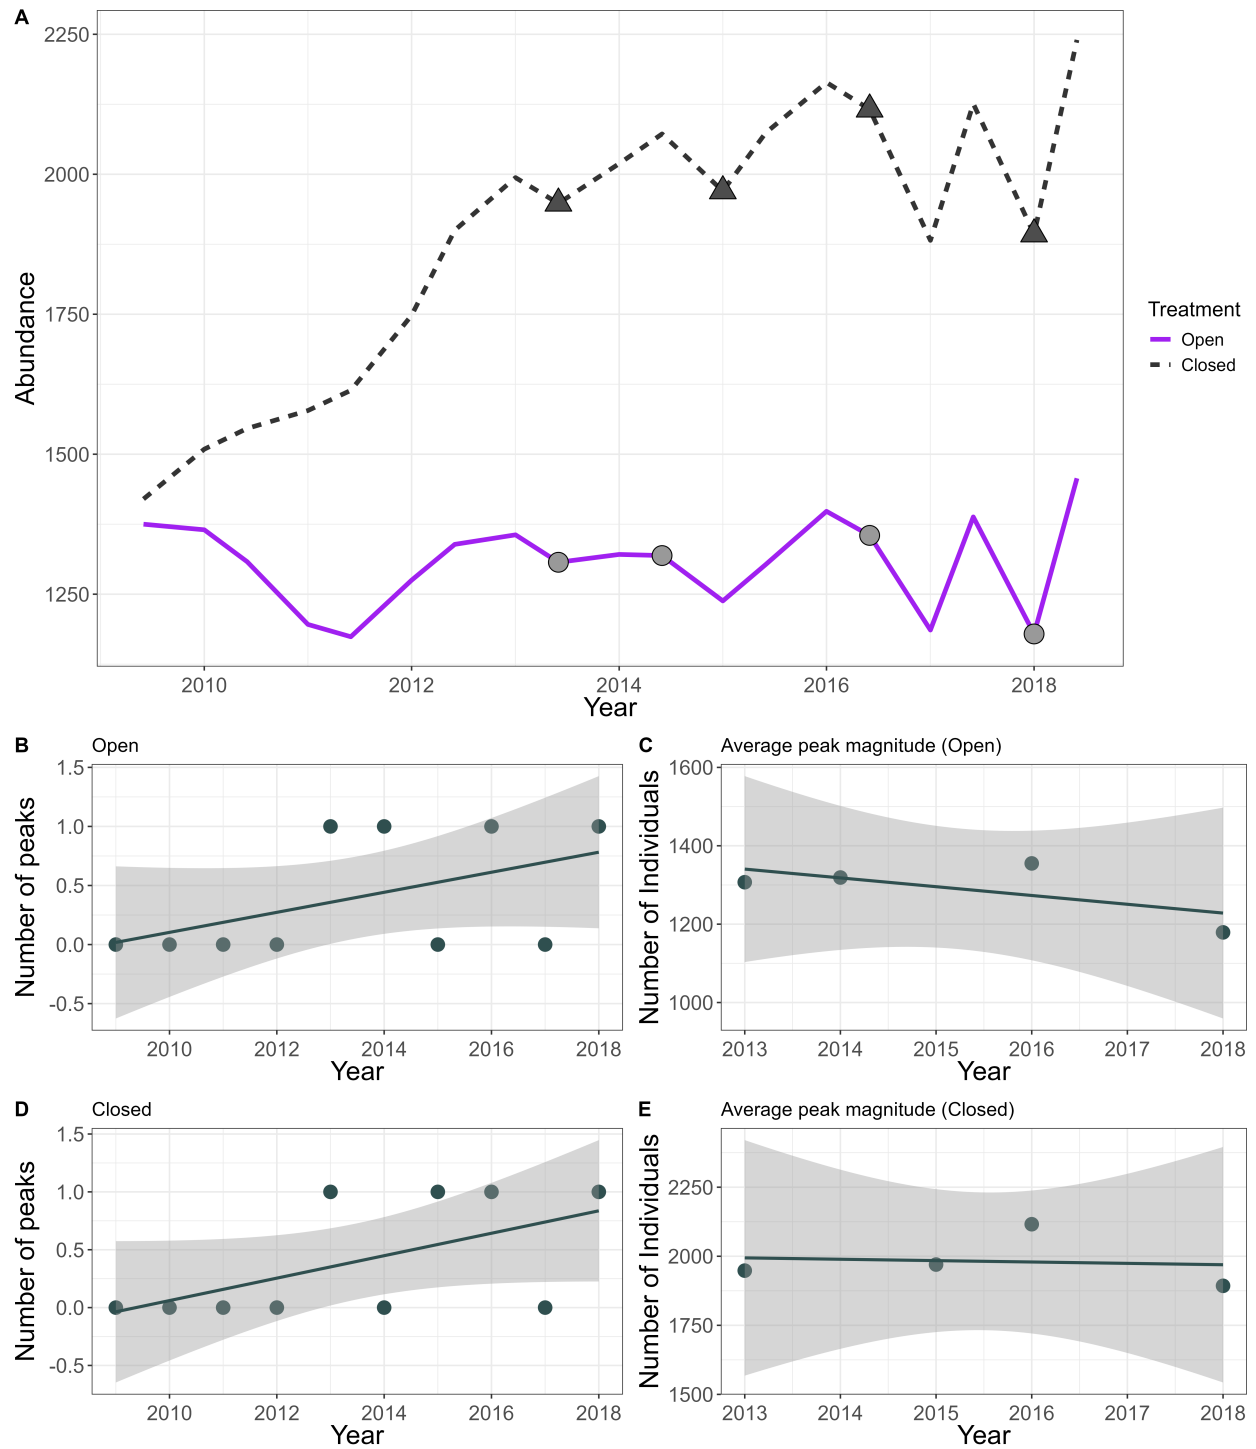 A
2250
2000
1750
1500
1250
Abundance
2010 2012 2014 2016 2018
Year
Treatment
Open
Closed
B Open
1.5
1.0
0.5
0.0
-0.5
Number of peaks
2010 2012 2014 2016 2018
Year
C Average peak magnitude (Open)
1600
1400
1200
1000
Number of Individuals
2013 2014 2015 2016 2017 2018
Year
D Closed
1.5
1.0
0.5
0.0
-0.5
Number of peaks
2010 2012 2014 2016 2018
Year
E Average peak magnitude (Closed)
2250
2000
1750
1500
Number of Individuals
2013 2014 2015 2016 2017 2018
Year